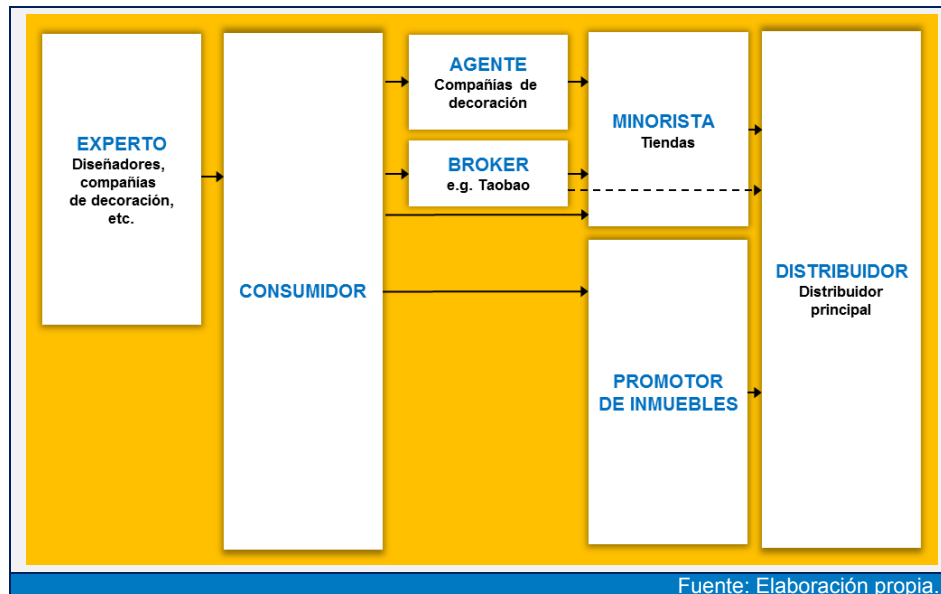 EXPERTO
Diseñadores,
compañías
de decoración,
etc.
CONSUMIDOR
AGENTE
Compañías de
decoración
BROKER
e.g. Taobao
MINORISTA
Tiendas
PROMOTOR
DE INMUEBLES
DISTRIBUIDOR
Distribuidor
principal
Fuente: Elaboración propia.